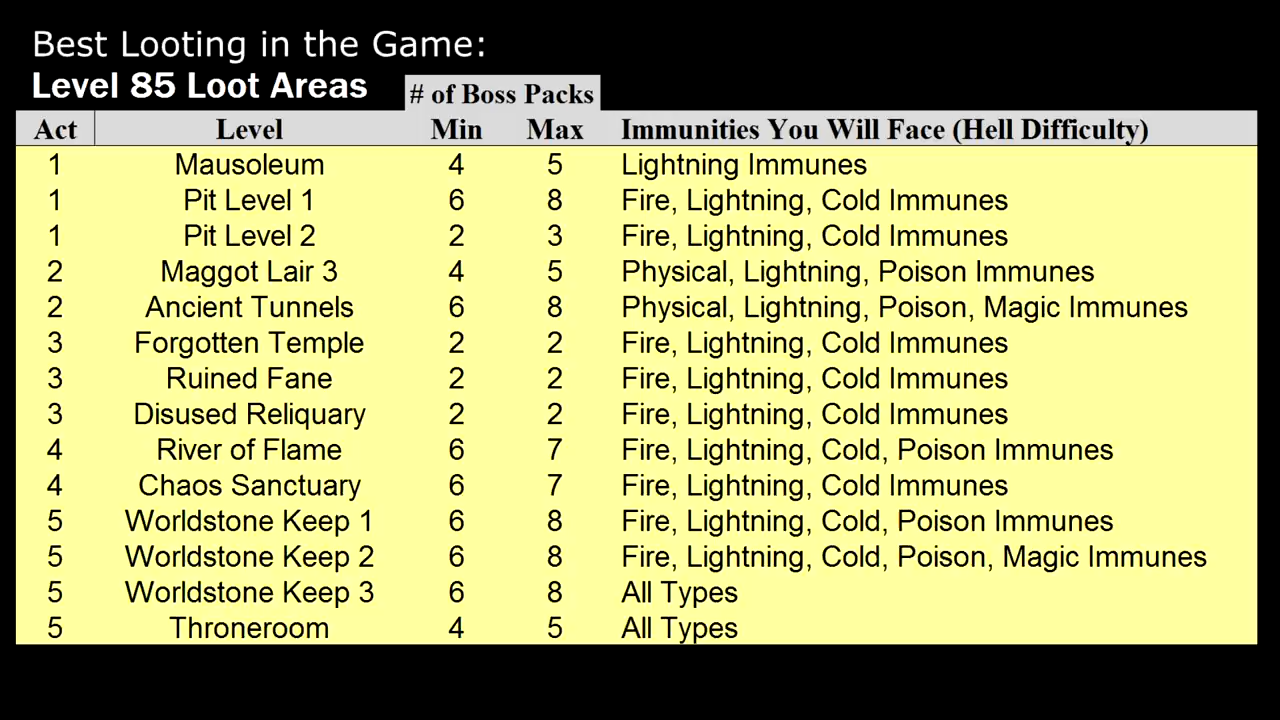 Best Looting in the Game:
Level 85 Loot Areas
# of Boss Packs
Act Level Min Max Immunities You Will Face (Hell Difficulty)
1 Mausoleum 4 5 Lightning Immunes
1 Pit Level 1 6 8 Fire, Lightning, Cold Immunes
1 Pit Level 2 2 3 Fire, Lightning, Cold Immunes
2 Maggot Lair 3 4 5 Physical, Lightning, Poison Immunes
2 Ancient Tunnels 6 8 Physical, Lightning, Poison, Magic Immunes
3 Forgotten Temple 2 2 Fire, Lightning, Cold Immunes
3 Ruined Fane 2 2 Fire, Lightning, Cold Immunes
3 Disused Reliquary 2 2 Fire, Lightning, Cold Immunes
4 River of Flame 6 7 Fire, Lightning, Cold, Poison Immunes
4 Chaos Sanctuary 6 7 Fire, Lightning, Cold Immunes
5 Worldstone Keep 1 6 8 Fire, Lightning, Cold, Poison Immunes
5 Worldstone Keep 2 6 8 Fire, Lightning, Cold, Poison, Magic Immunes
5 Worldstone Keep 3 6 8 All Types
5 Throneroom 4 5 All Types